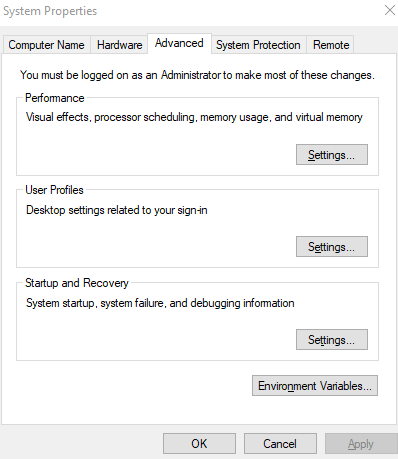 System Properties
Computer Name Hardware Advanced System Protection Remote
You must be logged on as an Administrator to make most of these changes.
Performance
Visual effects, processor scheduling, memory usage, and virtual memory
Settings...
User Profiles
Desktop settings related to your sign-in
Settings...
Startup and Recovery
System startup, system failure, and debugging information
Settings...
Environment Variables...
OK Cancel Apply